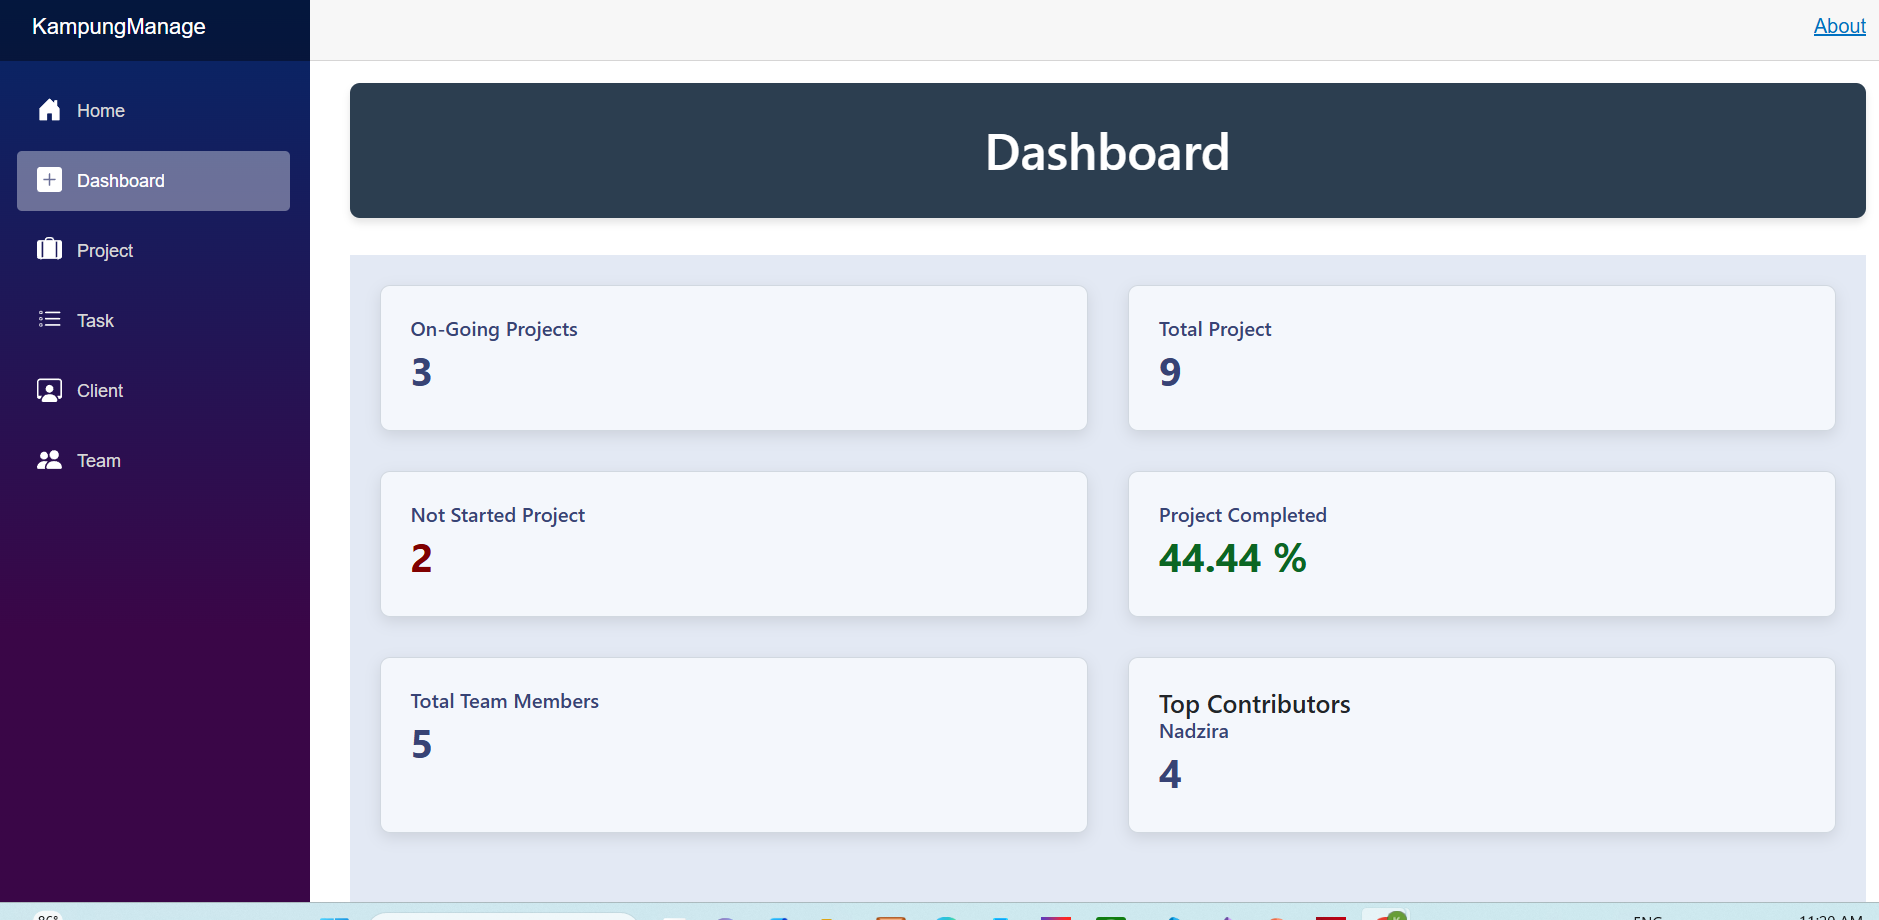 KampungManage
About
Home
Dashboard
Project
Task
Client
Team
Dashboard
On-Going Projects
3
Total Project
9
Not Started Project
2
Project Completed
44.44 %
Total Team Members
5
Top Contributors
Nadzira
4